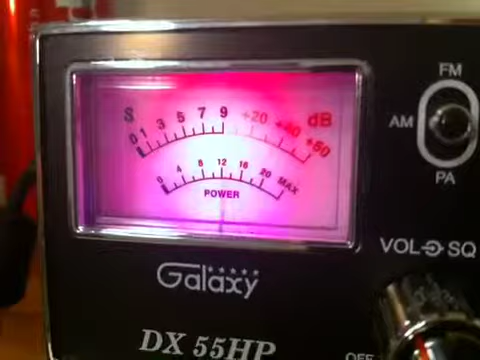 S 0 1 3 5 7 9 +20 +40 +60 dB
0 4 8 12 16 20 MAX
POWER
FM
AM
PA
VOL SQ
Galaxy
DX 55HP
OFF